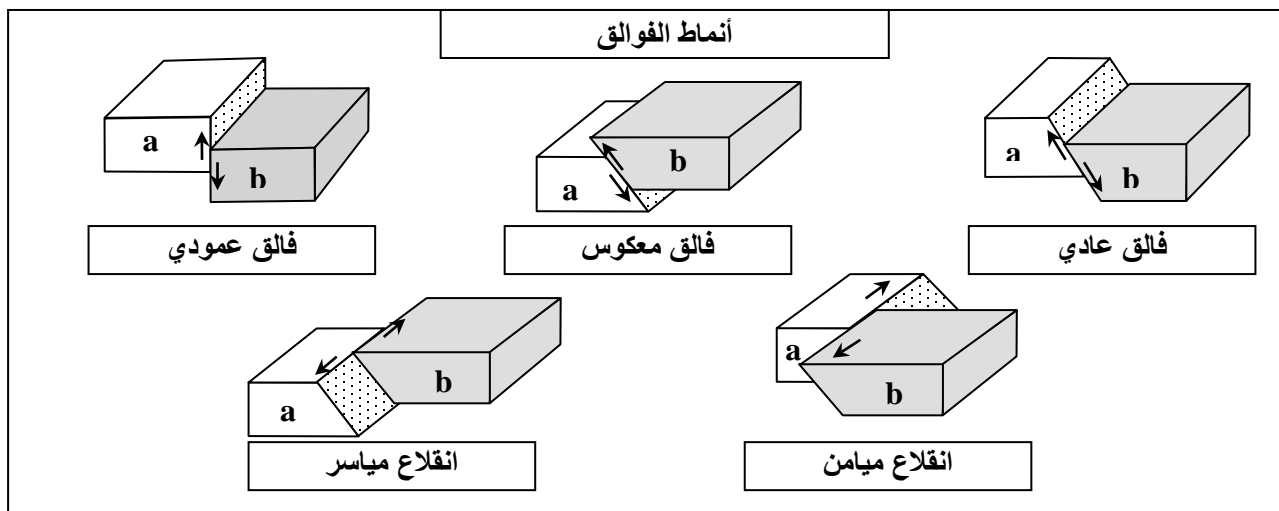 أنماط الفوالق
a
b
a
b
a
b
فالق عادي
فالق معكوس
فالق عمودي
a
b
a
b
انقلاع ميامن
انقلاع مياسر